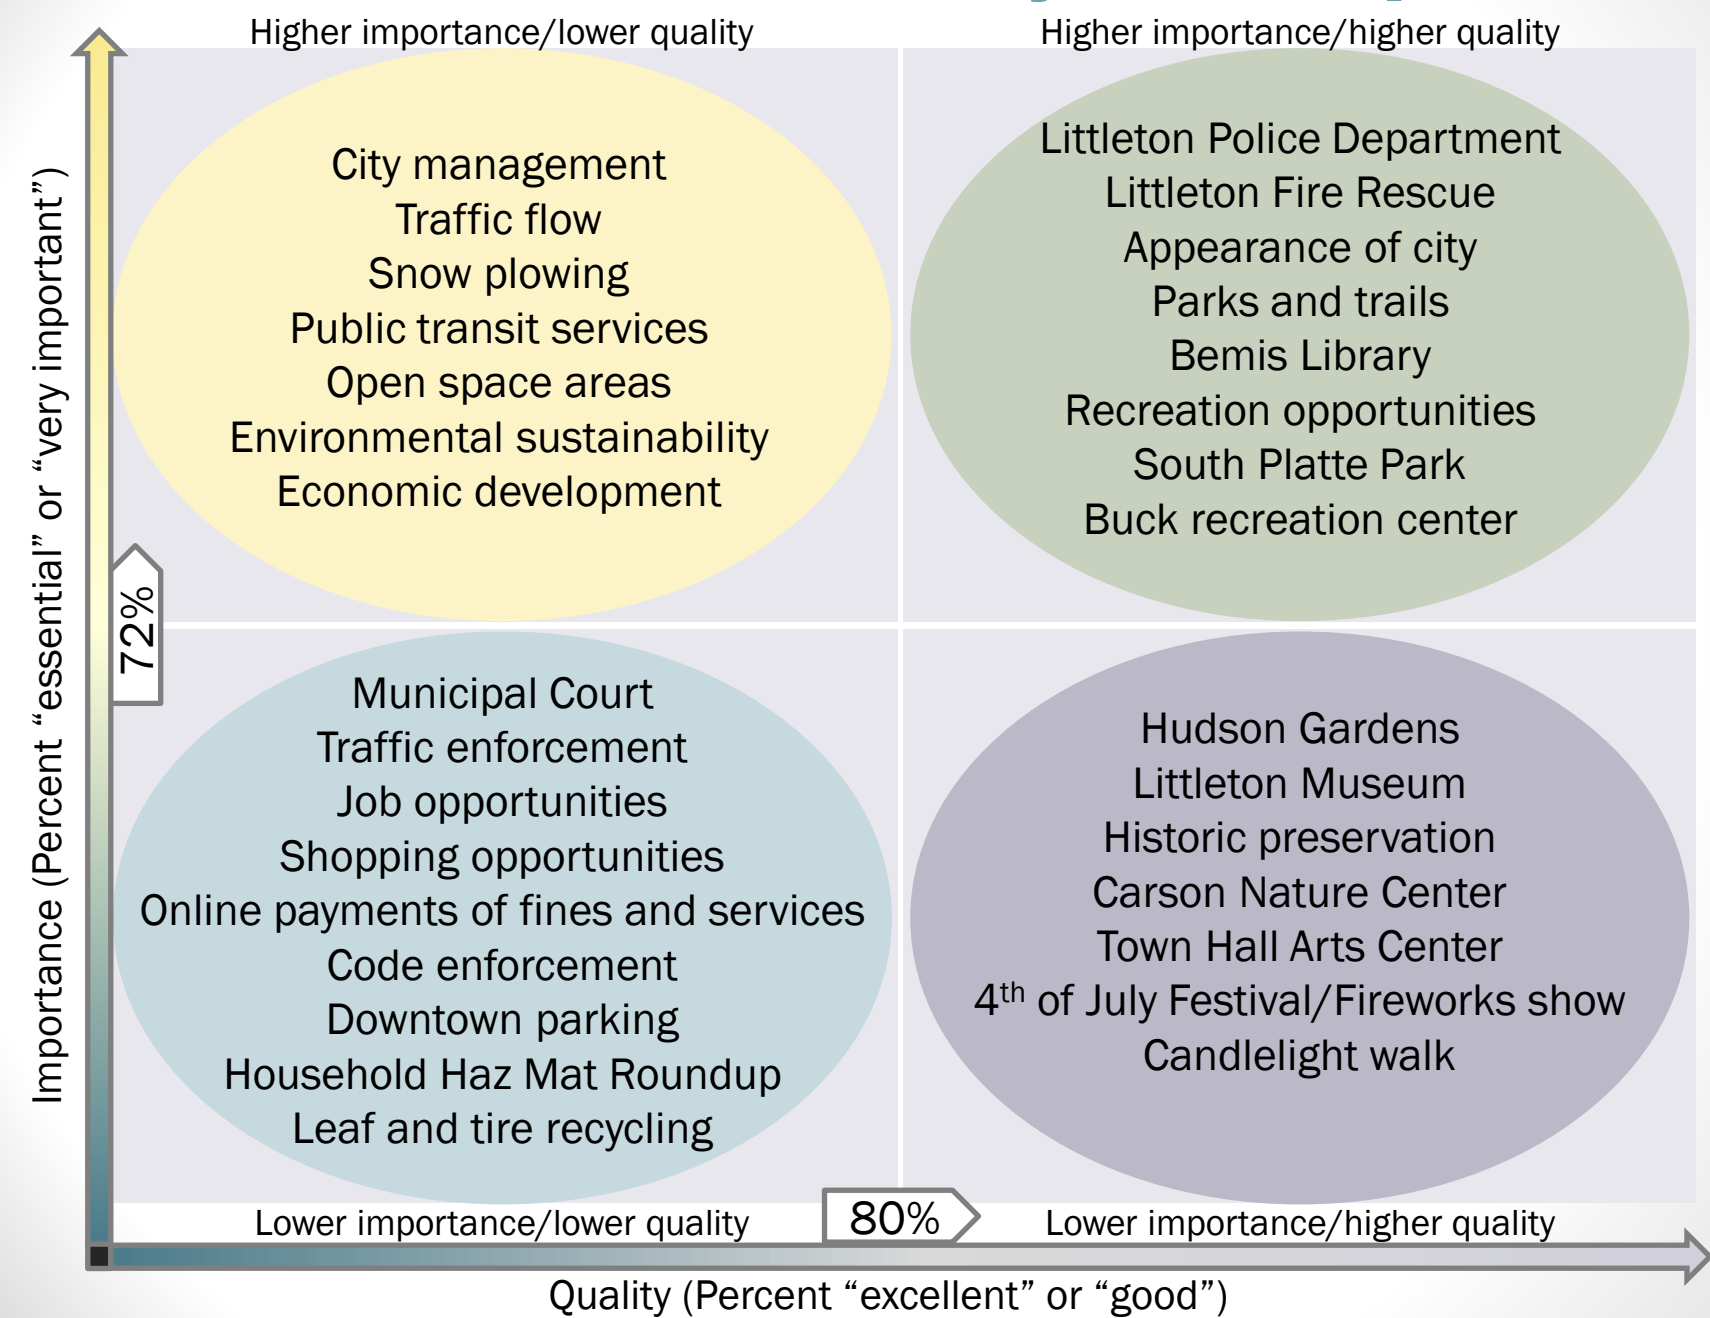 Higher importance/lower quality
Higher importance/higher quality
City management
Traffic flow
Snow plowing
Public transit services
Open space areas
Environmental sustainability
Economic development
Littleton Police Department
Littleton Fire Rescue
Appearance of city
Parks and trails
Bemis Library
Recreation opportunities
South Platte Park
Buck recreation center
Importance (Percent “essential” or “very important”)
72%
Municipal Court
Traffic enforcement
Job opportunities
Shopping opportunities
Online payments of fines and services
Code enforcement
Downtown parking
Household Haz Mat Roundup
Leaf and tire recycling
Hudson Gardens
Littleton Museum
Historic preservation
Carson Nature Center
Town Hall Arts Center
4th of July Festival/Fireworks show
Candlelight walk
Lower importance/lower quality
80%
Lower importance/higher quality
Quality (Percent “excellent” or “good”)